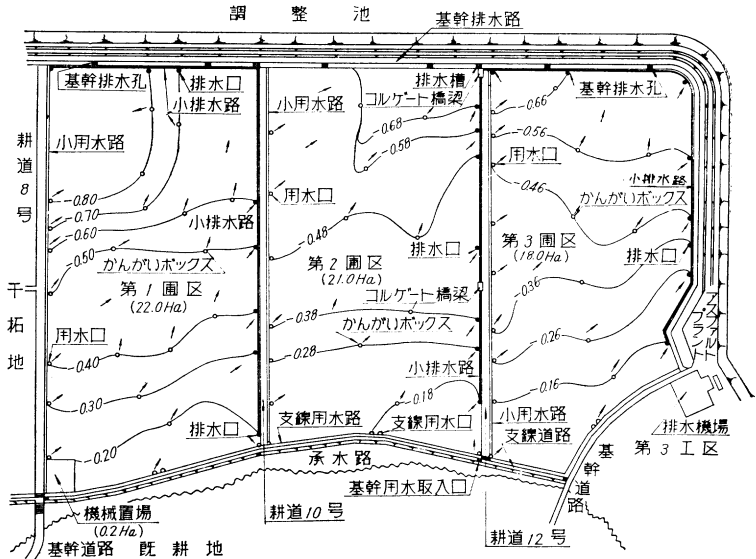 調整池
基幹排水路
基幹排水孔
排水口
小排水路
小用水路
排水槽
コルゲート橋梁
基幹排水孔
-0.66
-0.68
-0.58
-0.56
小用水路
耕道8号
用水口
小排水路
かんがいボックス
-0.80
-0.70
-0.60
-0.50
用水口
小排水路
-0.46
-0.48
かんがいボックス
排水口
第3圃区
(18.0Ha)
排水口
第1圃区
(22.0Ha)
第2圃区
(21.0Ha)
コルゲート橋梁
-0.36
干拓地
アスファルトプラント
-0.38
かんがいボックス
用水口
-0.40
-0.28
-0.26
小排水路
-0.30
-0.18
-0.16
排水口
支線用水路
支線用水口
小用水路
支線道路
排水機場
第3工区
-0.20
承水路
基幹用水取入口
基幹道路
機械置場
(0.2Ha)
耕道10号
耕道12号
基幹道路 既耕地